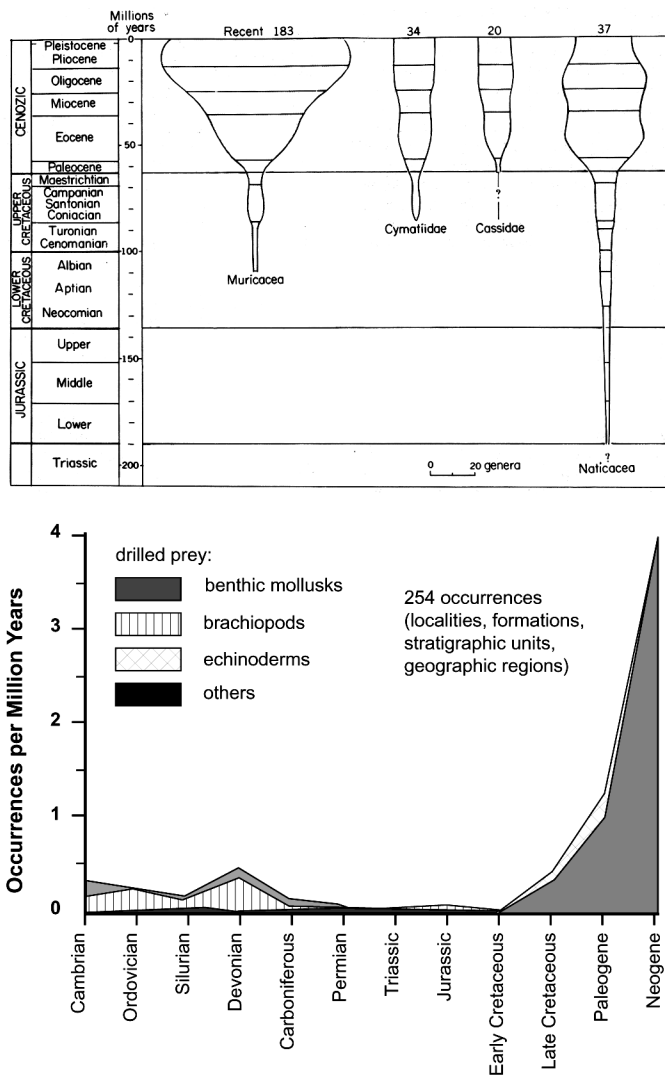 Millions
of years
Recent 183
34
20
37
CENOZIC
Pleistocene
Pliocene
Oligocene
Miocene
Eocene
Paleocene
UPPER
CRETACEOUS
Maestrichtian
Campanian
Santonian
Coniacian
Turonian
Cenomanian
LOWER
CRETACEOUS
Albian
Aptian
Neocomian
JURASSIC
Upper
Middle
Lower
Triassic
0
50
100
150
200
Muricacea
Cymatiidae
?
Cassidae
?
Naticacea
0 20 genera
Occurrences per Million Years
4
3
2
1
0
drilled prey:
benthic mollusks
brachiopods
echinoderms
others
254 occurrences
(localities, formations,
stratigraphic units,
geographic regions)
Cambrian
Ordovician
Silurian
Devonian
Carboniferous
Permian
Triassic
Jurassic
Early Cretaceous
Late Cretaceous
Paleogene
Neogene